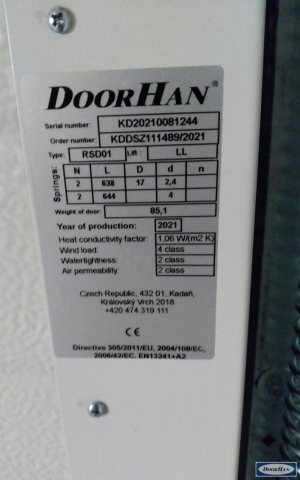 DOORHAN®
Serial number: KD20210081244
Order number: KDDSZ111489/2021
Type: RSD01 Lift: LL
Springs: N L D d n
2 638 17 2,4
2 644 4
Weight of door: 85,1
Year of production: 2021
Heat conductivity factor: 1,06 W/(m2 K)
Wind load: 4 class
Watertightness: 2 class
Air permeability: 2 class
Czech Republic, 432 01, Kadaň,
Královský Vrch 2018
+420 474 319 111
CE
Directive 305/2011/EU, 2004/108/EC,
2006/42/EC, EN13241+A2
DOORHAN